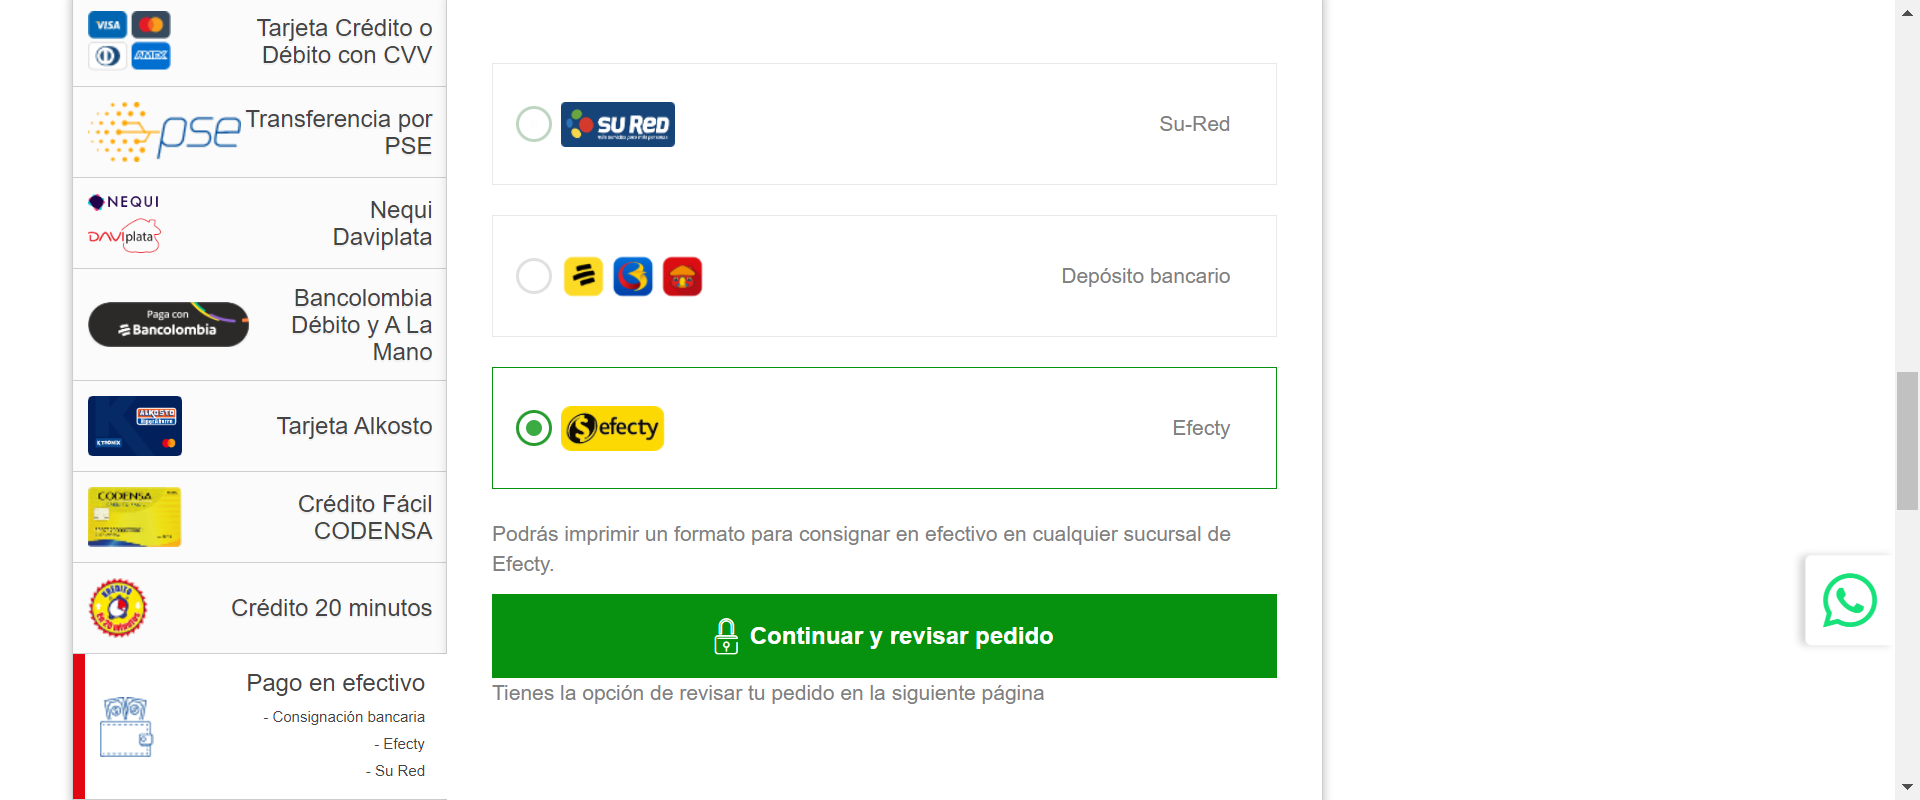 VISA
AMEX
Tarjeta Crédito o
Débito con CVV
pse
Transferencia por
PSE
NEQUI
DAVIplata
Nequi
Daviplata
Paga con
Bancolombia
Bancolombia
Débito y A La
Mano
ALKOSTO
KTRONIX
Tarjeta Alkosto
CODENSA
Crédito Fácil
CODENSA
Crédito 20 minutos
Pago en efectivo
- Consignación bancaria
- Efecty
- Su Red
SU RED
Su-Red
Depósito bancario
efecty
Efecty
Podrás imprimir un formato para consignar en efectivo en cualquier sucursal de
Efecty.
Continuar y revisar pedido
Tienes la opción de revisar tu pedido en la siguiente página